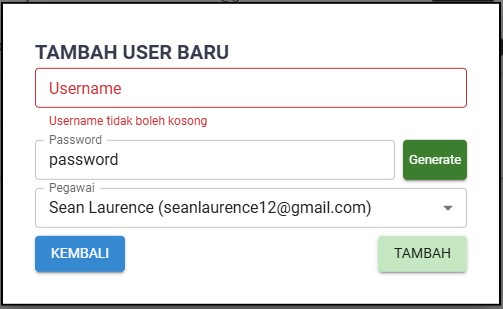 TAMBAH USER BARU
Username
Username tidak boleh kosong
Password
password
Generate
Pegawai
Sean Laurence (seanlaurence12@gmail.com)
KEMBALI
TAMBAH